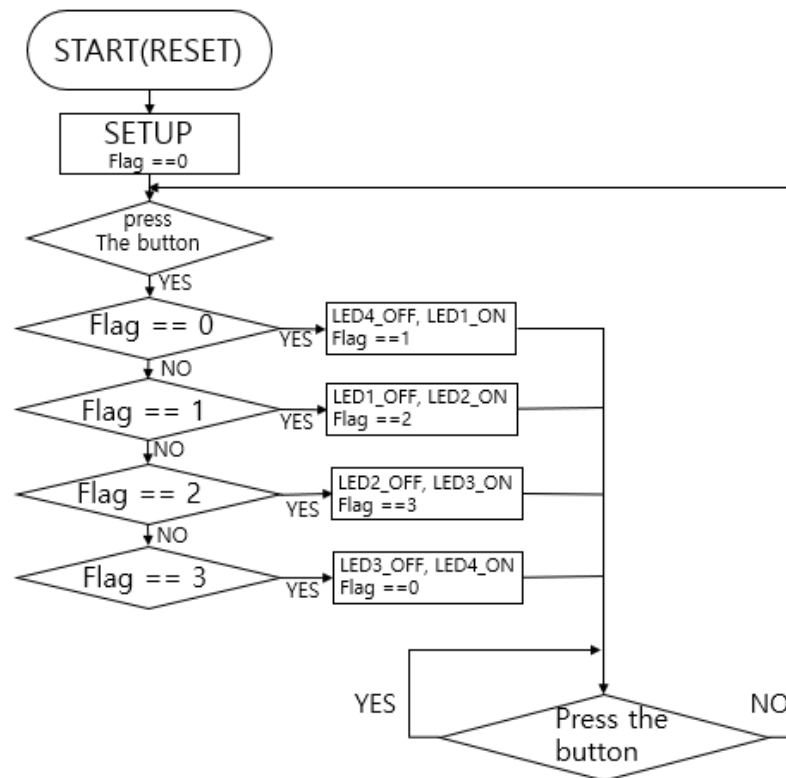 START(RESET)
SETUP
Flag ==0
press
The button
YES
Flag == 0
YES
LED4_OFF, LED1_ON
Flag ==1
NO
Flag == 1
YES
LED1_OFF, LED2_ON
Flag ==2
NO
Flag == 2
YES
LED2_OFF, LED3_ON
Flag ==3
NO
Flag == 3
YES
LED3_OFF, LED4_ON
Flag ==0
YES
Press the
button
NO